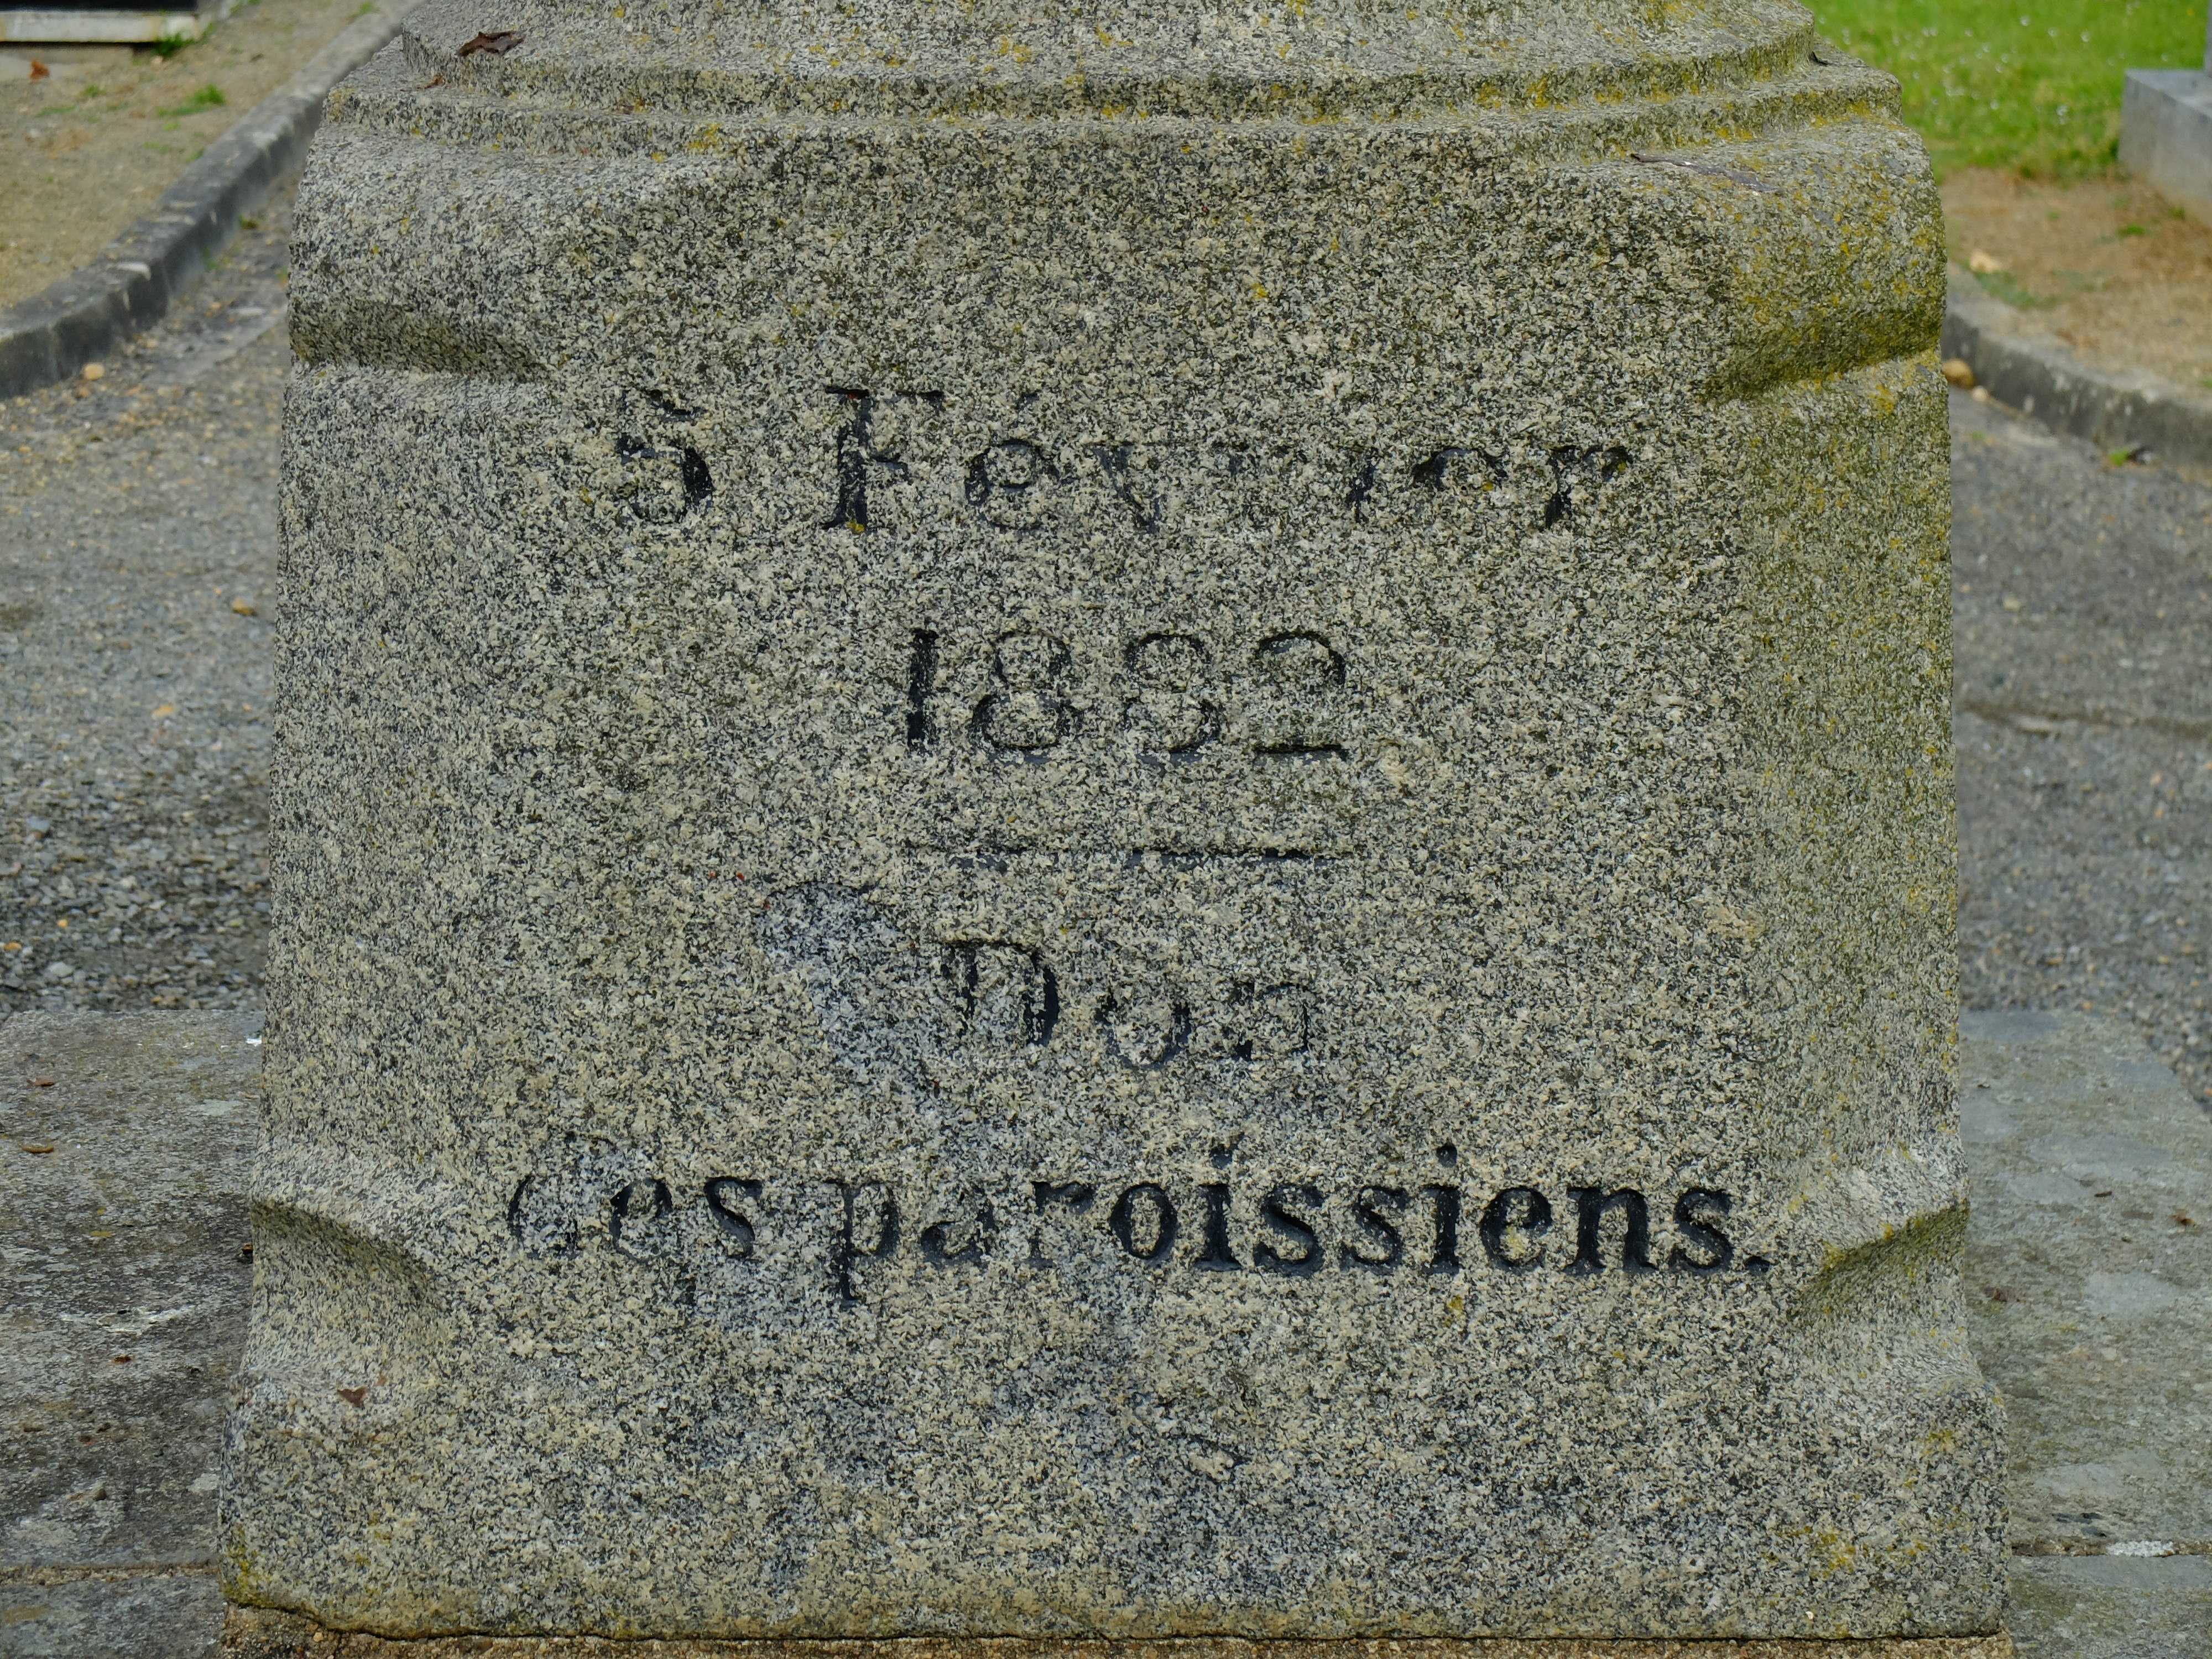 5 Février
1882
Don
des paroissiens.